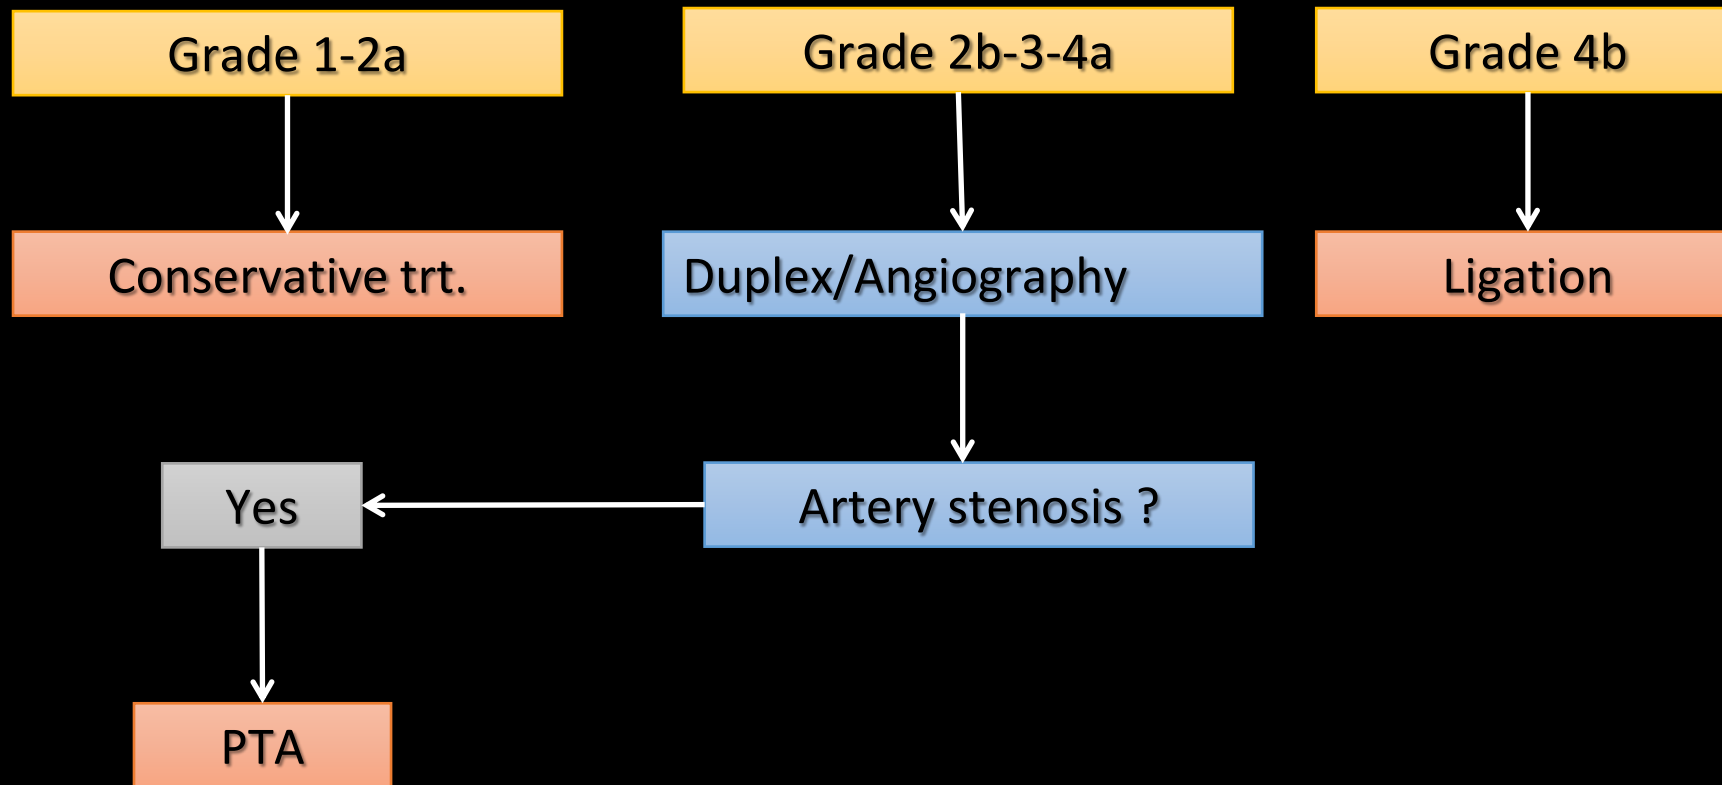 Grade 1-2a
Grade 2b-3-4a
Grade 4b
Conservative trt.
Duplex/Angiography
Ligation
Yes
Artery stenosis ?
PTA